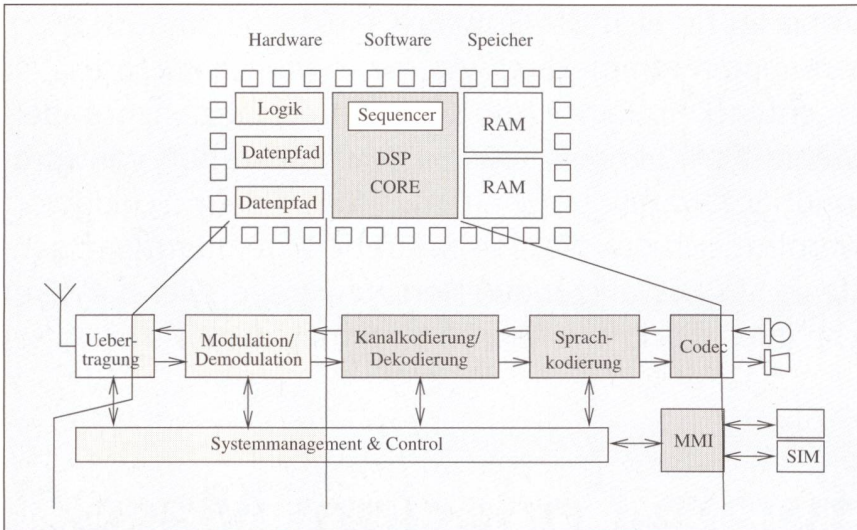 Hardware Software Speicher
Logik
Sequencer
RAM
Datenpfad
DSP
CORE
RAM
Datenpfad
Ueber-
tragung
Modulation/
Demodulation
Kanalkodierung/
Dekodierung
Sprach-
kodierung
Codec
Systemmanagement & Control
MMI
SIM